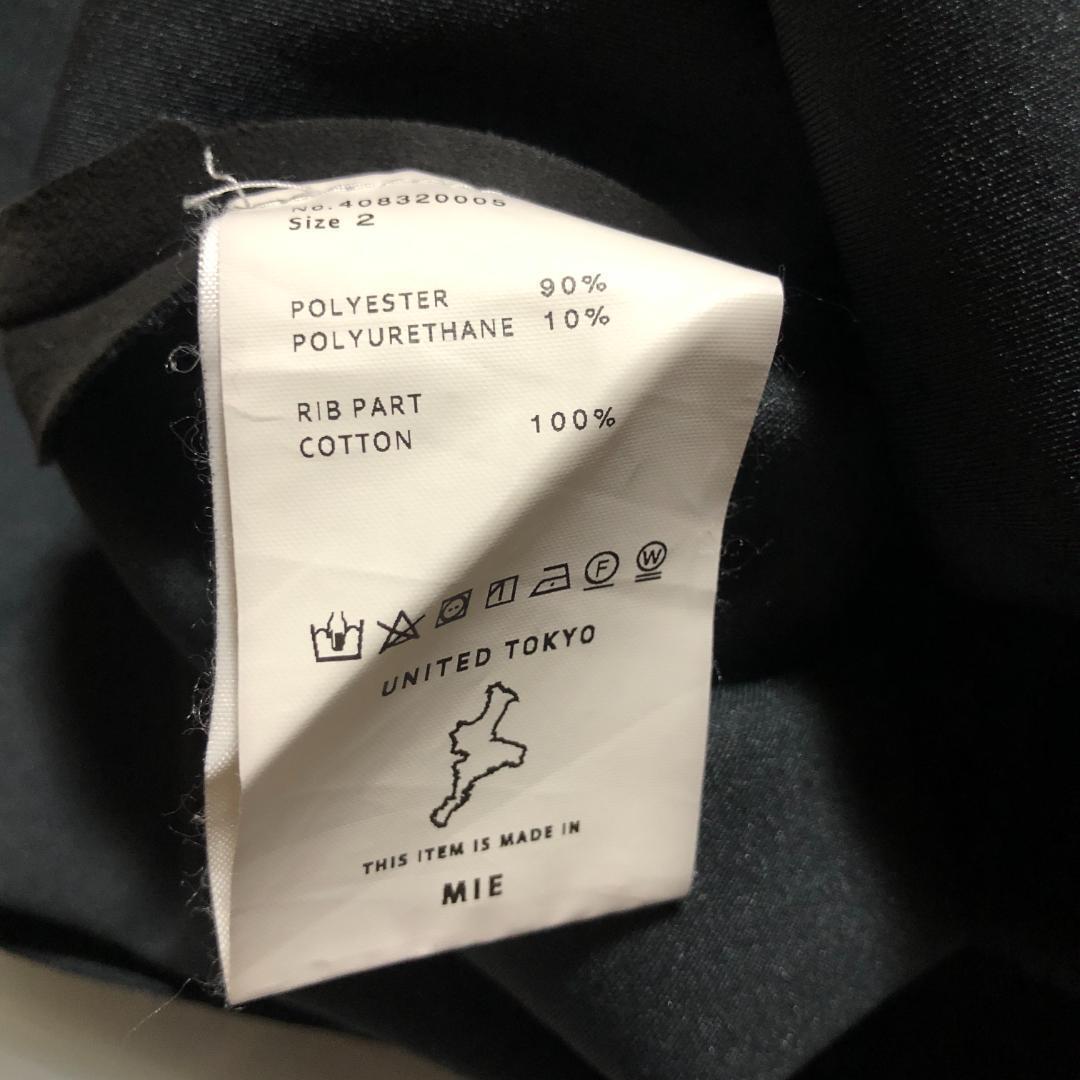 No.408320005
Size 2
POLYESTER 90%
POLYURETHANE 10%
RIB PART
COTTON 100%
F W
UNITED TOKYO
THIS ITEM IS MADE IN
MIE